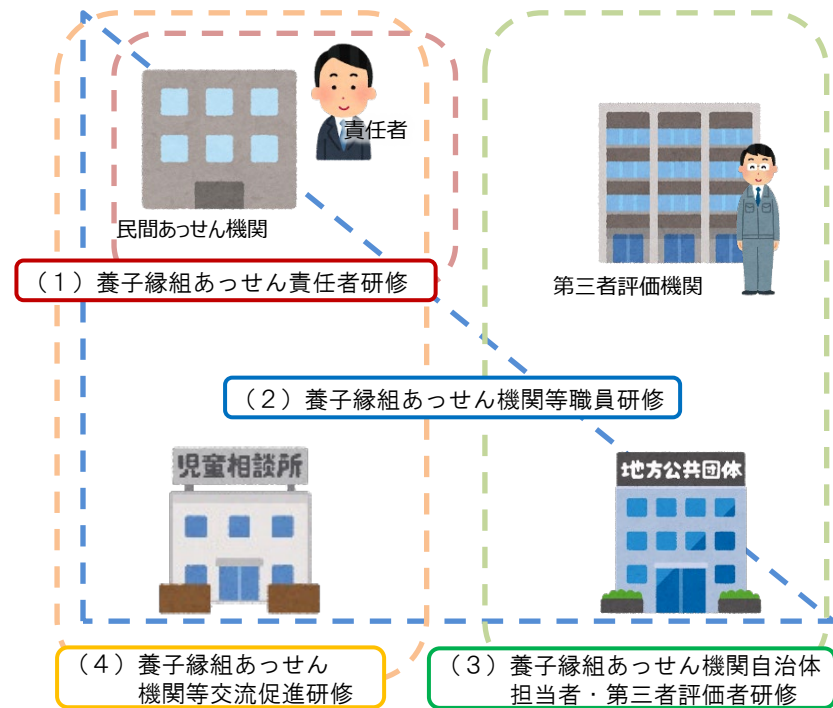 責任者
民間あっせん機関
（１）養子縁組あっせん責任者研修
第三者評価機関
（２）養子縁組あっせん機関等職員研修
児童相談所
地方公共団体
（４）養子縁組あっせん
機関等交流促進研修
（３）養子縁組あっせん機関自治体
担当者・第三者評価者研修